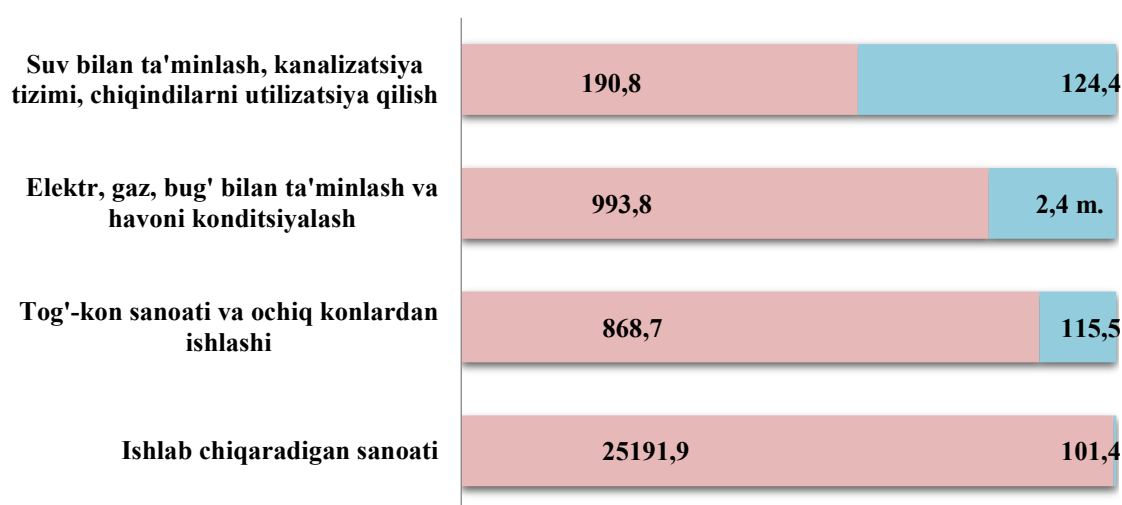 Suv bilan ta'minlash, kanalizatsiya
tizimi, chiqindilarni utilizatsiya qilish
190,8
124,4
Elektr, gaz, bug' bilan ta'minlash va
havoni konditsiyalash
993,8
2,4 m.
Tog'-kon sanoati va ochiq konlardan
ishlashi
868,7
115,5
Ishlab chiqaradigan sanoati
25191,9
101,4